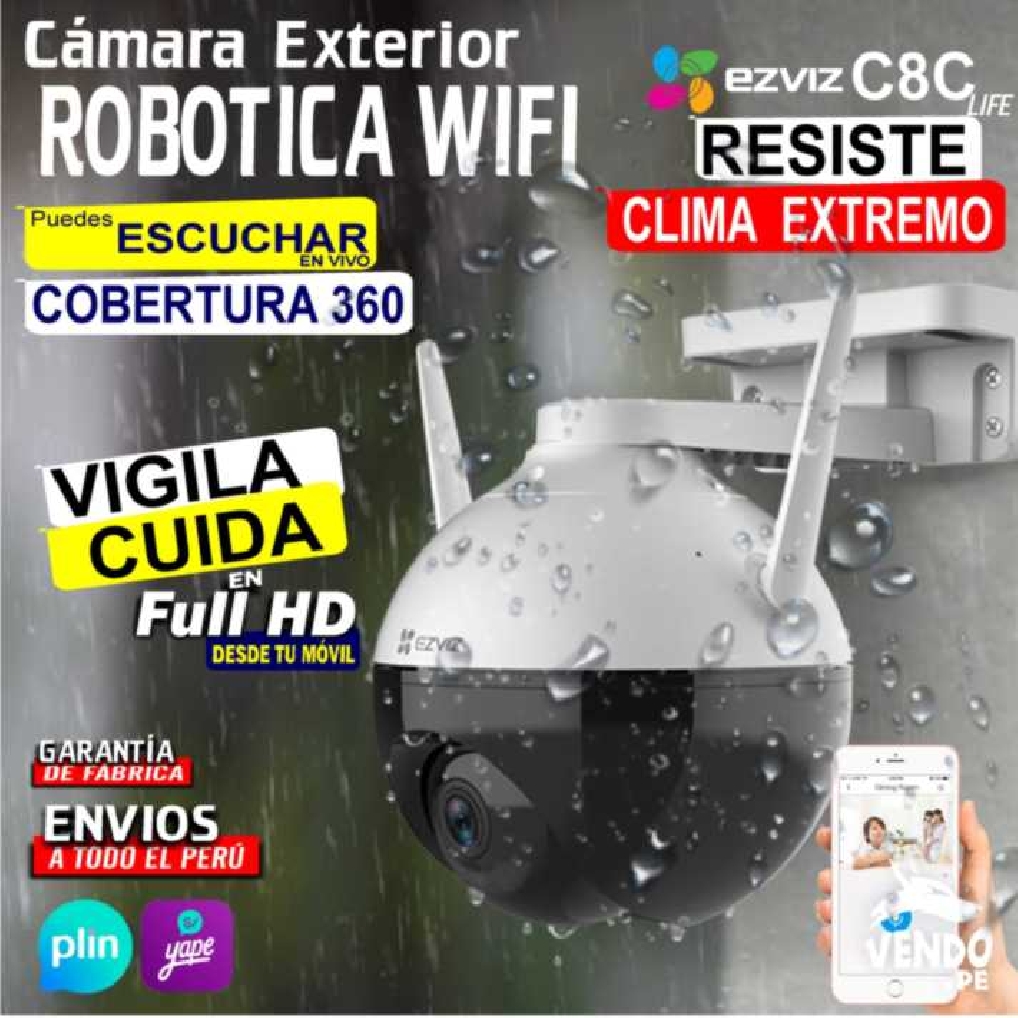 Cámara Exterior
ROBOTICA WIFI
ezviz C8C
LIFE
RESISTE
CLIMA EXTREMO
Puedes
ESCUCHAR
EN VIVO
COBERTURA 360
VIGILA
CUIDA
EN
Full HD
DESDE TU MÓVIL
EZVIZ
GARANTÍA
DE FÁBRICA
ENVIOS
A TODO EL PERÚ
plin
S/
yape
VENDO
PE